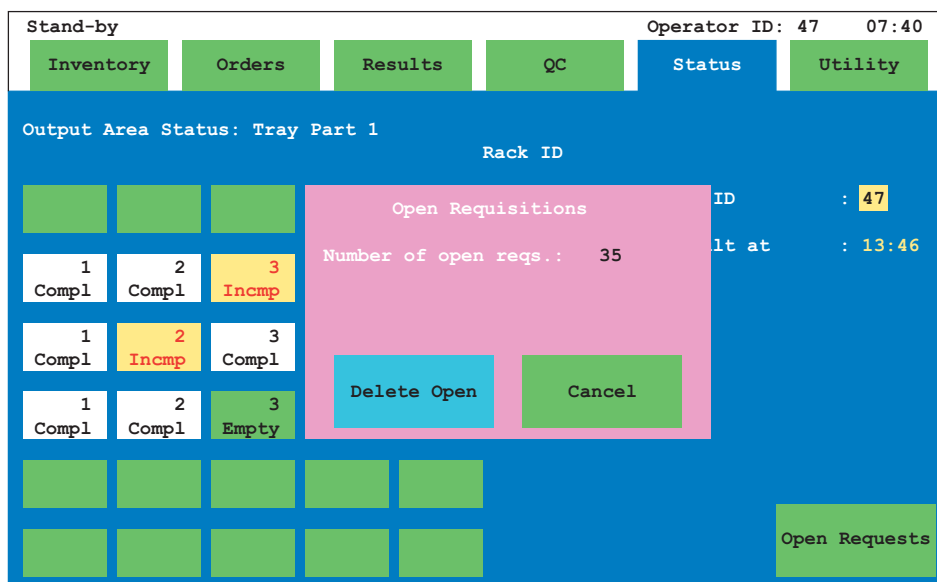 Stand-by Operator ID: 47 07:40
Inventory Orders Results QC Status Utility
Output Area Status: Tray Part 1
Rack ID
Open Requisitions
ID : 47
Number of open reqs.: 35
lt at : 13:46
1 2 3
Compl Compl Incmp
1 2 3
Compl Incmp Compl
Delete Open Cancel
1 2 3
Compl Compl Empty
Open Requests